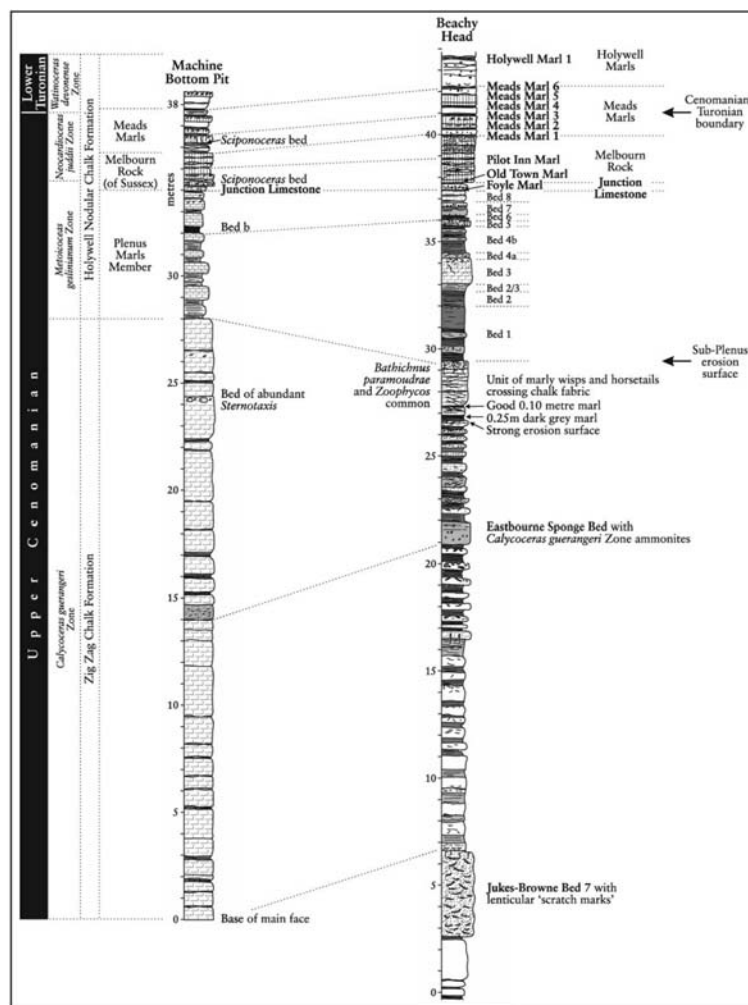 Machine
Bottom Pit
Beachy
Head
Lower
Turonian
Watinoceras
devonense
Zone
Neocardioceras
juddii Zone
Metoicoceas
geslinianum Zone
Calycoceras guerangeri
Zone
Upper Cenomanian
Holywell Nodular Chalk Formation
Zig Zag Chalk Formation
Meads
Marls
Melbourn
Rock
(of Sussex)
Plenus
Marls
Member
metres
38
30
25
20
15
10
5
0
Sciponoceras bed
Sciponoceras bed
Junction Limestone
Bed b
Bed of abundant
Sternotaxis
Base of main face
40
35
30
25
20
15
10
5
0
Holywell Marl 1
Meads Marl 6
Meads Marl 5
Meads Marl 4
Meads Marl 3
Meads Marl 2
Meads Marl 1
Pilot Inn Marl
Old Town Marl
Foyle Marl
Bed 8
Bed 7
Bed 6
Bed 5
Bed 4b
Bed 4a
Bed 3
Bed 2/3
Bed 2
Bed 1
Holywell
Marls
Meads
Marls
Melbourn
Rock
Junction
Limestone
Cenomanian
Turonian
boundary
Sub-Plenus
erosion
surface
Bathichnus
paramoudrae
and Zoophycos
common
Unit of marly wisps and horsetails
crossing chalk fabric
Good 0.10 metre marl
0.25m dark grey marl
Strong erosion surface
Eastbourne Sponge Bed with
Calycoceras guerangeri Zone ammonites
Jukes-Browne Bed 7 with
lenticular ‘scratch marks’